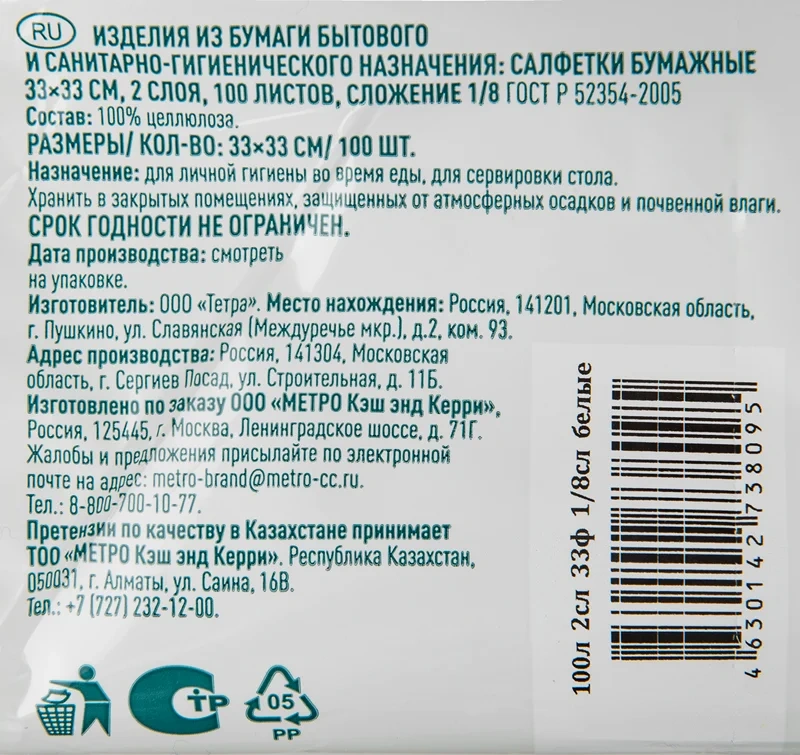 RU
ИЗДЕЛИЯ ИЗ БУМАГИ БЫТОВОГО
И САНИТАРНО-ГИГИЕНИЧЕСКОГО НАЗНАЧЕНИЯ: САЛФЕТКИ БУМАЖНЫЕ
33×33 СМ, 2 СЛОЯ, 100 ЛИСТОВ, СЛОЖЕНИЕ 1/8 ГОСТ Р 52354-2005
Состав: 100% целлюлоза.
РАЗМЕРЫ/ КОЛ-ВО: 33×33 СМ/ 100 ШТ.
Назначение: для личной гигиены во время еды, для сервировки стола.
Хранить в закрытых помещениях, защищенных от атмосферных осадков и почвенной влаги.
СРОК ГОДНОСТИ НЕ ОГРАНИЧЕН.
Дата производства: смотреть
на упаковке.
Изготовитель: ООО «Тетра». Место нахождения: Россия, 141201, Московская область,
г. Пушкино, ул. Славянская (Междуречье мкр.), д.2, ком. 93.
Адрес производства: Россия, 141304, Московская
область, г. Сергиев Посад, ул. Строительная, д. 11Б.
Изготовлено по заказу ООО «МЕТРО Кэш энд Керри»,
Россия, 125445, г. Москва, Ленинградское шоссе, д. 71Г.
Жалобы и предложения присылайте по электронной
почте на адрес: metro-brand@metro-cc.ru.
Тел.: 8-800-700-10-77.
Претензии по качеству в Казахстане принимает
ТОО «МЕТРО Кэш энд Керри». Республика Казахстан,
050031, г. Алматы, ул. Саина, 16В.
Тел.: +7 (727) 232-12-00.
ТР
05
PP
100л 2сл 33ф 1/8сл белые
4630142738095